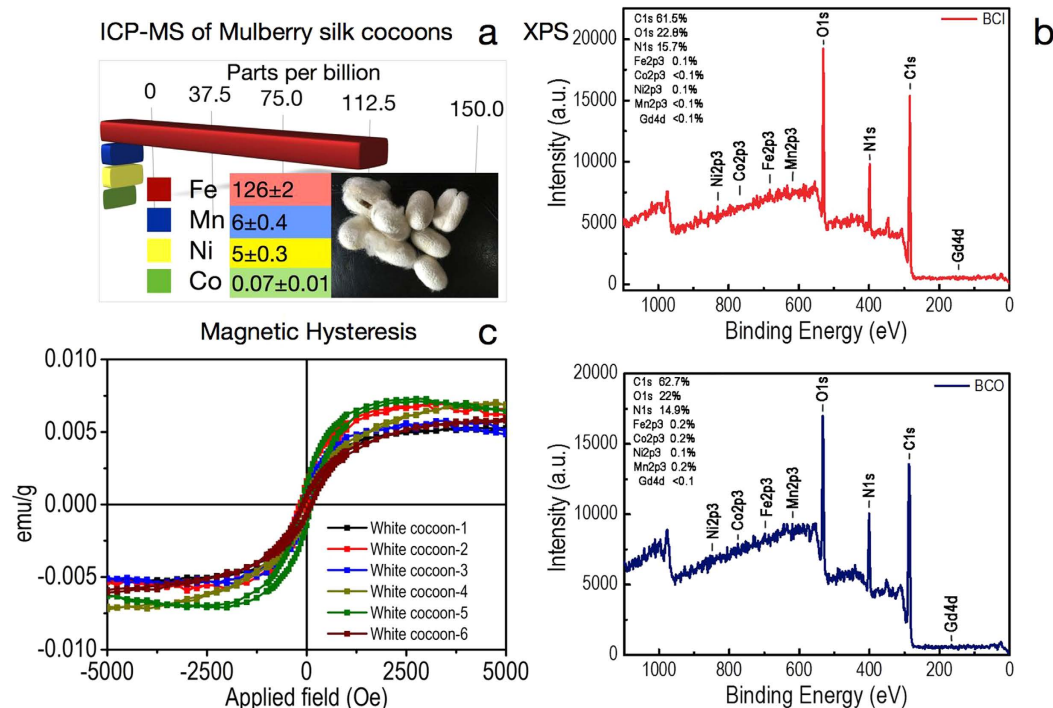 ICP-MS of Mulberry silk cocoons
a
Parts per billion
0 37.5 75.0 112.5 150.0
Fe 126±2
Mn 6±0.4
Ni 5±0.3
Co 0.07±0.01
XPS
b
BCI
C1s 61.5%
O1s 22.8%
N1s 15.7%
Fe2p3 0.1%
Co2p3 <0.1%
Ni2p3 0.1%
Mn2p3 <0.1%
Gd4d <0.1%
Ni2p3
Co2p3
Fe2p3
Mn2p3
O1s
N1s
C1s
Gd4d
Intensity (a.u.)
20000
15000
10000
5000
0
1000 800 600 400 200 0
Binding Energy (eV)
Magnetic Hysteresis
c
emu/g
0.010
0.005
0.000
-0.005
-0.010
White cocoon-1
White cocoon-2
White cocoon-3
White cocoon-4
White cocoon-5
White cocoon-6
-5000 -2500 0 2500 5000
Applied field (Oe)
BCO
C1s 62.7%
O1s 22%
N1s 14.9%
Fe2p3 0.2%
Co2p3 0.2%
Ni2p3 0.1%
Mn2p3 0.2%
Gd4d <0.1
Ni2p3
Co2p3
Fe2p3
Mn2p3
O1s
N1s
C1s
Gd4d
Intensity (a.u.)
20000
15000
10000
5000
0
1000 800 600 400 200 0
Binding Energy (eV)